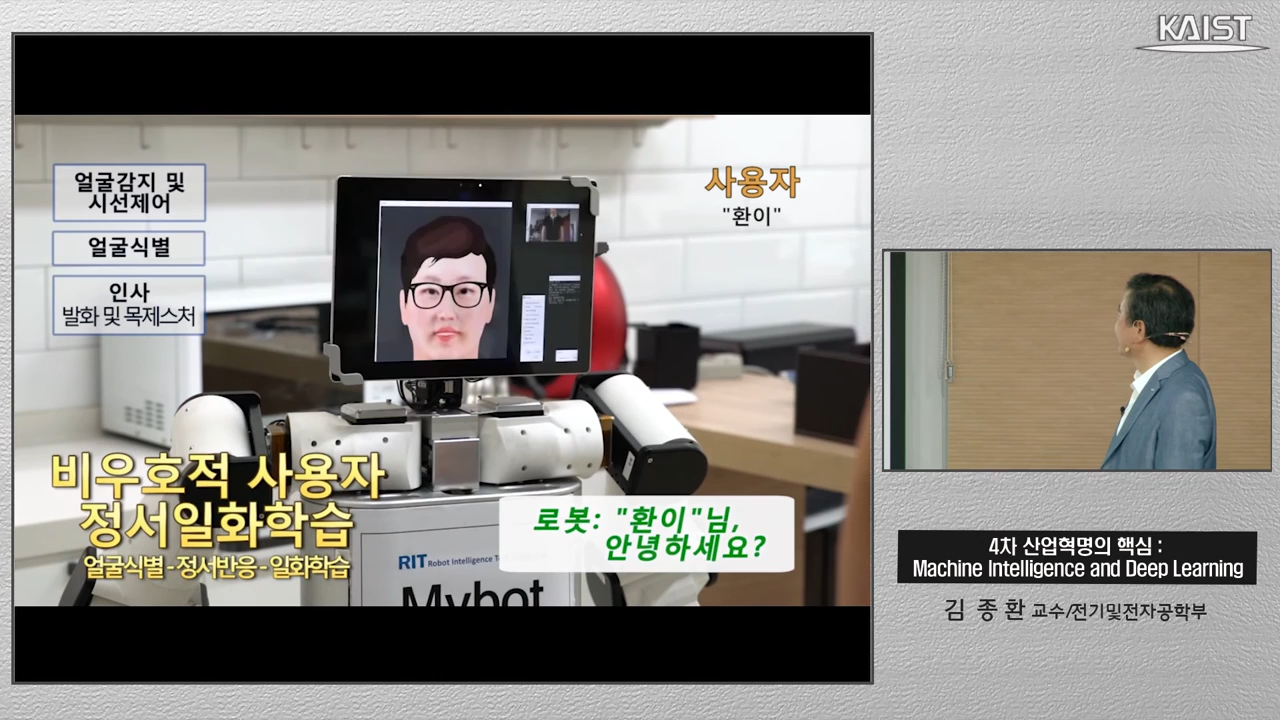 KAIST
얼굴감지 및
시선제어
얼굴식별
인사
발화 및 목제스처
사용자
"환이"
비우호적 사용자
정서일화학습
얼굴식별 - 정서반응 - 일화학습
로봇: "환이"님,
안녕하세요?
RIT Robot Intelligence
Mybot
4차 산업혁명의 핵심 :
Machine Intelligence and Deep Learning
김 종 환 교수/전기및전자공학부